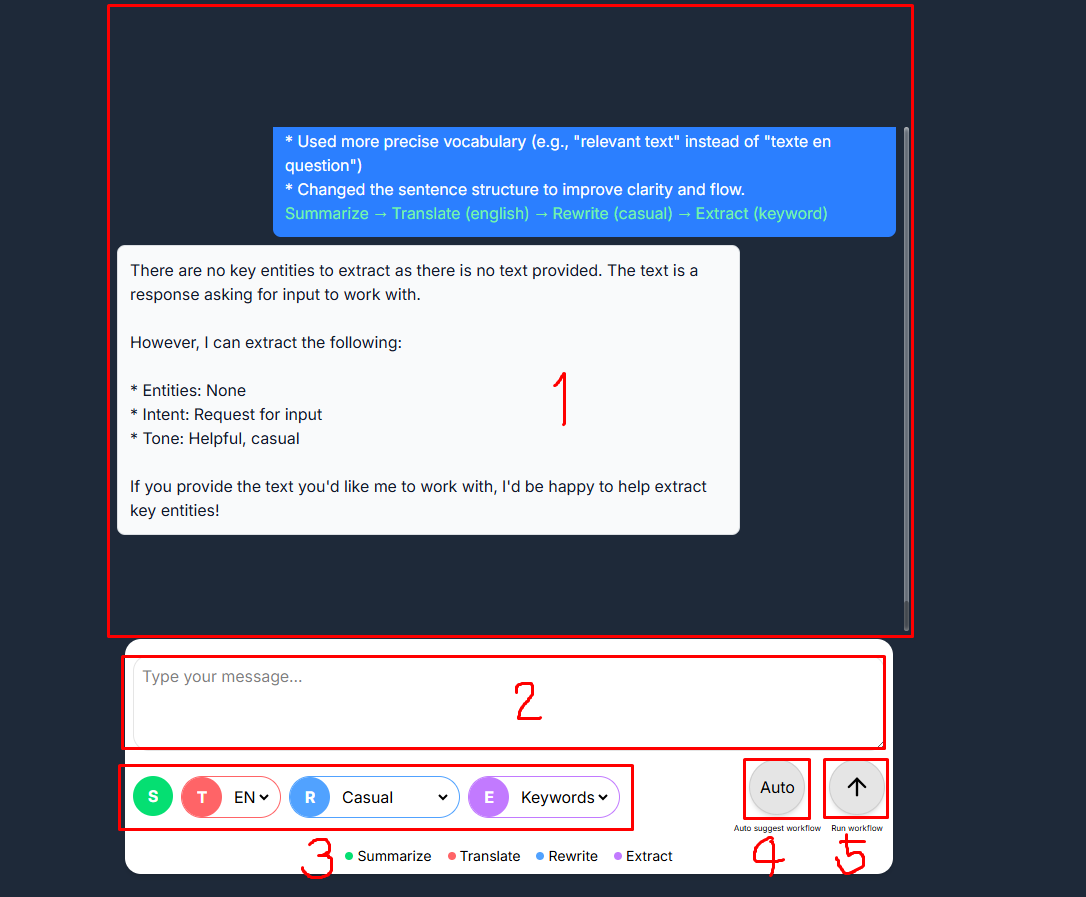 * Used more precise vocabulary (e.g., "relevant text" instead of "texte en
question")
* Changed the sentence structure to improve clarity and flow.
Summarize → Translate (english) → Rewrite (casual) → Extract (keyword)
There are no key entities to extract as there is no text provided. The text is a
response asking for input to work with.
However, I can extract the following:
* Entities: None
* Intent: Request for input
* Tone: Helpful, casual
If you provide the text you'd like me to work with, I'd be happy to help extract
key entities!
1
Type your message...
2
S T EN R Casual E Keywords
Auto ↑
Auto suggest workflow Run workflow
3 4 5
Summarize Translate Rewrite Extract